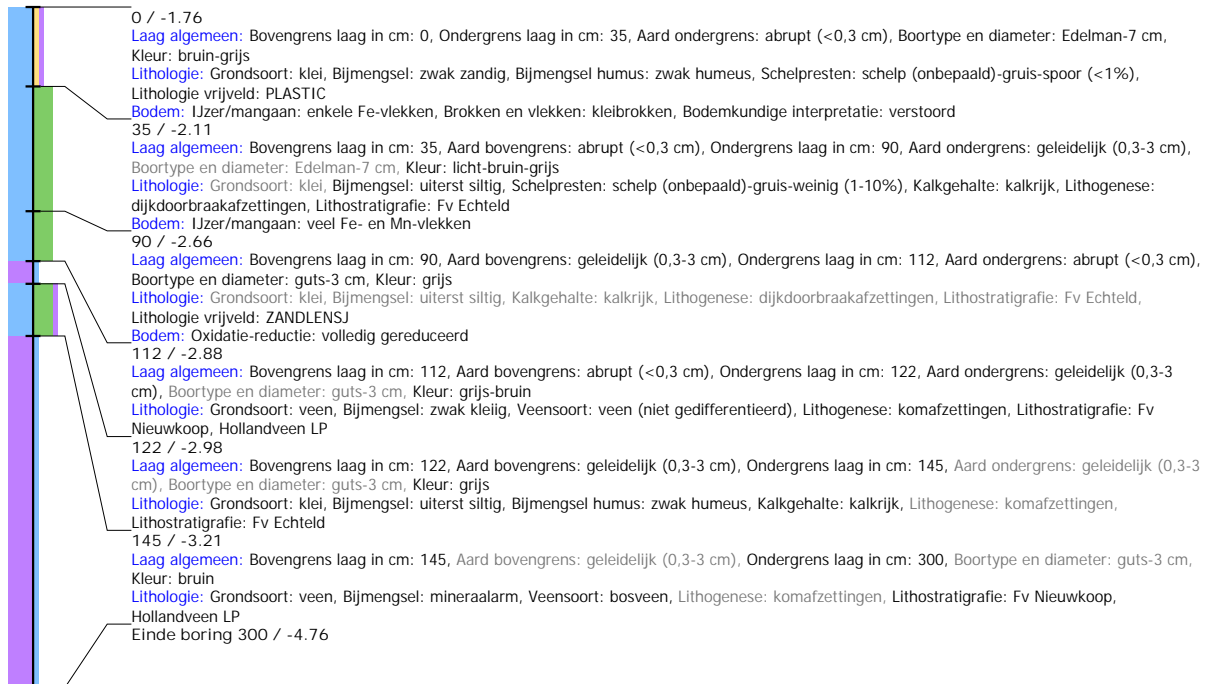 0 / -1.76
Laag algemeen: Bovengrens laag in cm: 0, Ondergrens laag in cm: 35, Aard ondergrens: abrupt (<0,3 cm), Boortype en diameter: Edelman-7 cm,
Kleur: bruin-grijs
Lithologie: Grondsoort: klei, Bijmengsel: zwak zandig, Bijmengsel humus: zwak humeus, Schelpresten: schelp (onbepaald)-gruis-spoor (<1%),
Lithologie vrijveld: PLASTIC
Bodem: IJzer/mangaan: enkele Fe-vlekken, Brokken en vlekken: kleibrokken, Bodemkundige interpretatie: verstoord
35 / -2.11
Laag algemeen: Bovengrens laag in cm: 35, Aard bovengrens: abrupt (<0,3 cm), Ondergrens laag in cm: 90, Aard ondergrens: geleidelijk (0,3-3 cm),
Boortype en diameter: Edelman-7 cm, Kleur: licht-bruin-grijs
Lithologie: Grondsoort: klei, Bijmengsel: uiterst siltig, Schelpresten: schelp (onbepaald)-gruis-weinig (1-10%), Kalkgehalte: kalkrijk, Lithogenese:
dijkdoorbraakafzettingen, Lithostratigrafie: Fv Echteld
Bodem: IJzer/mangaan: veel Fe- en Mn-vlekken
90 / -2.66
Laag algemeen: Bovengrens laag in cm: 90, Aard bovengrens: geleidelijk (0,3-3 cm), Ondergrens laag in cm: 112, Aard ondergrens: abrupt (<0,3 cm),
Boortype en diameter: guts-3 cm, Kleur: grijs
Lithologie: Grondsoort: klei, Bijmengsel: uiterst siltig, Kalkgehalte: kalkrijk, Lithogenese: dijkdoorbraakafzettingen, Lithostratigrafie: Fv Echteld,
Lithologie vrijveld: ZANDLENSJ
Bodem: Oxidatie-reductie: volledig gereduceerd
112 / -2.88
Laag algemeen: Bovengrens laag in cm: 112, Aard bovengrens: abrupt (<0,3 cm), Ondergrens laag in cm: 122, Aard ondergrens: geleidelijk (0,3-3
cm), Boortype en diameter: guts-3 cm, Kleur: grijs-bruin
Lithologie: Grondsoort: veen, Bijmengsel: zwak kleiig, Veensoort: veen (niet gedifferentieerd), Lithogenese: komafzettingen, Lithostratigrafie: Fv
Nieuwkoop, Hollandveen LP
122 / -2.98
Laag algemeen: Bovengrens laag in cm: 122, Aard bovengrens: geleidelijk (0,3-3 cm), Ondergrens laag in cm: 145, Aard ondergrens: geleidelijk (0,3-3
cm), Boortype en diameter: guts-3 cm, Kleur: grijs
Lithologie: Grondsoort: klei, Bijmengsel: uiterst siltig, Bijmengsel humus: zwak humeus, Kalkgehalte: kalkrijk, Lithogenese: komafzettingen,
Lithostratigrafie: Fv Echteld
145 / -3.21
Laag algemeen: Bovengrens laag in cm: 145, Aard bovengrens: geleidelijk (0,3-3 cm), Ondergrens laag in cm: 300, Boortype en diameter: guts-3 cm,
Kleur: bruin
Lithologie: Grondsoort: veen, Bijmengsel: mineraalarm, Veensoort: bosveen, Lithogenese: komafzettingen, Lithostratigrafie: Fv Nieuwkoop,
Hollandveen LP
Einde boring 300 / -4.76